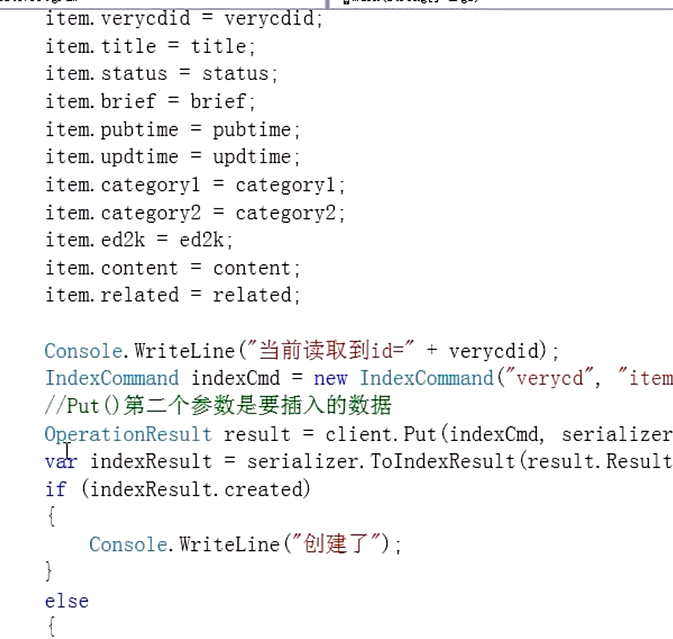 item.verycdid = verycdid;
item.title = title;
item.status = status;
item.brief = brief;
item.pubtime = pubtime;
item.updtime = updtime;
item.category1 = category1;
item.category2 = category2;
item.ed2k = ed2k;
item.content = content;
item.related = related;
Console.WriteLine("当前读取到id=" + verycdid);
IndexCommand indexCmd = new IndexCommand("verycd", "item
//Put()第二个参数是要插入的数据
OperationResult result = client.Put(indexCmd, serializer
var indexResult = serializer.ToIndexResult(result.Result
if (indexResult.created)
{
Console.WriteLine("创建了");
}
else
{